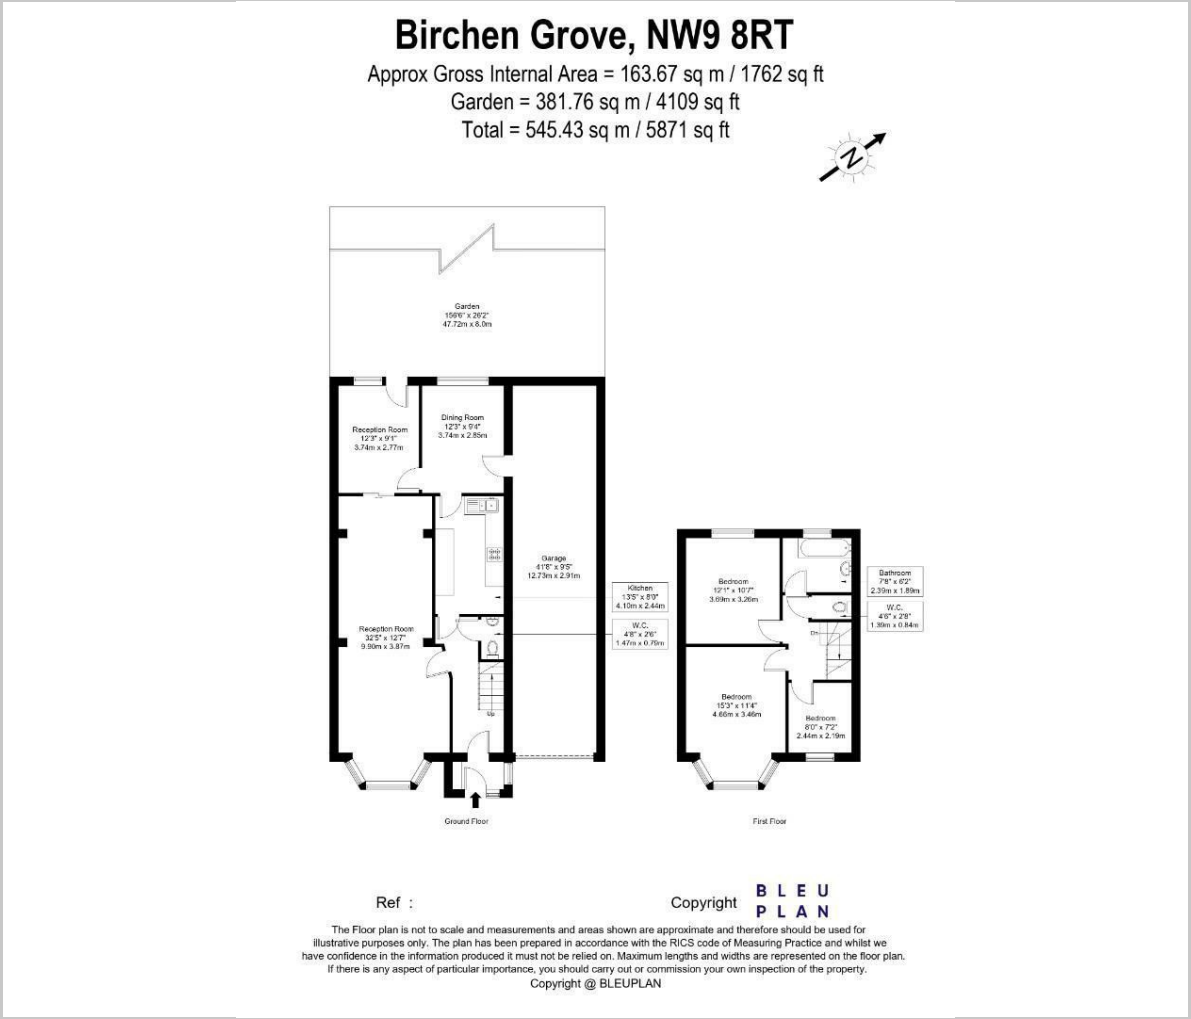 Birchen Grove, NW9 8RT
Approx Gross Internal Area = 163.67 sq m / 1762 sq ft
Garden = 381.76 sq m / 4109 sq ft
Total = 545.43 sq m / 5871 sq ft
N
Garden
156'6" x 26'2"
47.72m x 8.0m
Reception Room
12'3" x 9'1"
3.74m x 2.77m
Dining Room
12'3" x 9'4"
3.74m x 2.85m
Garage
41'8" x 9'5"
12.73m x 2.91m
Kitchen
13'5" x 8'0"
4.10m x 2.44m
W.C.
4'8" x 2'6"
1.47m x 0.79m
Reception Room
32'5" x 12'7"
9.90m x 3.87m
Up
Ground Floor
Bedroom
12'1" x 10'7"
3.69m x 3.26m
Bathroom
7'8" x 6'2"
2.39m x 1.89m
W.C.
4'6" x 2'8"
1.39m x 0.84m
Dn
Bedroom
15'3" x 11'4"
4.66m x 3.46m
Bedroom
8'0" x 7'2"
2.44m x 2.19m
First Floor
Ref :
Copyright
BLEU
PLAN
The Floor plan is not to scale and measurements and areas shown are approximate and therefore should be used for
illustrative purposes only. The plan has been prepared in accordance with the RICS code of Measuring Practice and whilst we
have confidence in the information produced it must not be relied on. Maximum lengths and widths are represented on the floor plan.
If there is any aspect of particular importance, you should carry out or commission your own inspection of the property.
Copyright @ BLEUPLAN